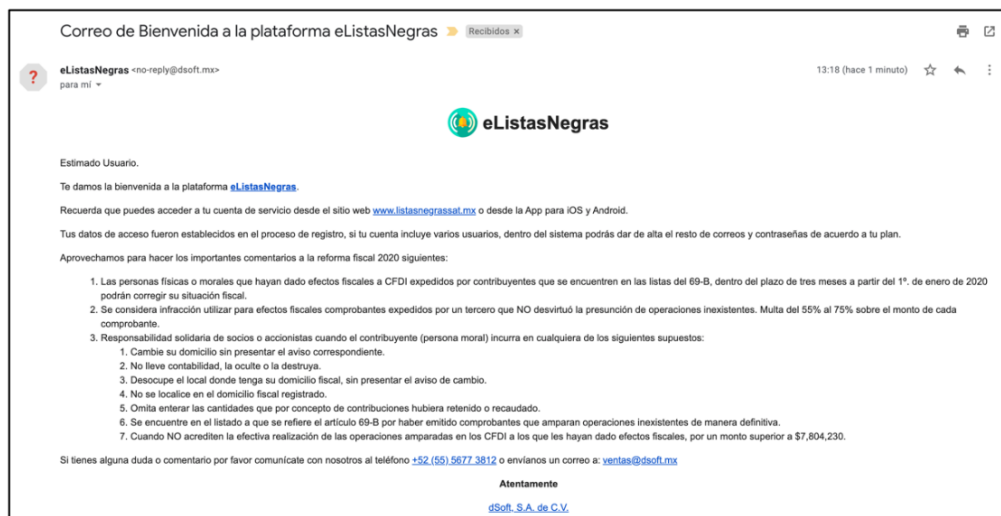 Correo de Bienvenida a la plataforma eListasNegras Recibidos ×
eListasNegras <no-reply@dsoft.mx> 13:18 (hace 1 minuto)
para mí
?
eListasNegras
Estimado Usuario.
Te damos la bienvenida a la plataforma eListasNegras.
Recuerda que puedes acceder a tu cuenta de servicio desde el sitio web www.listasnegrassat.mx o desde la App para iOS y Android.
Tus datos de acceso fueron establecidos en el proceso de registro, si tu cuenta incluye varios usuarios, dentro del sistema podrás dar de alta el resto de correos y contraseñas de acuerdo a tu plan.
Aprovechamos para hacer los importantes comentarios a la reforma fiscal 2020 siguientes:
1. Las personas físicas o morales que hayan dado efectos fiscales a CFDI expedidos por contribuyentes que se encuentren en las listas del 69-B, dentro del plazo de tres meses a partir del 1º. de enero de 2020
podrán corregir su situación fiscal.
2. Se considera infracción utilizar para efectos fiscales comprobantes expedidos por un tercero que NO desvirtuó la presunción de operaciones inexistentes. Multa del 55% al 75% sobre el monto de cada
comprobante.
3. Responsabilidad solidaria de socios o accionistas cuando el contribuyente (persona moral) incurra en cualquiera de los siguientes supuestos:
1. Cambie su domicilio sin presentar el aviso correspondiente.
2. No lleve contabilidad, la oculte o la destruya.
3. Desocupe el local donde tenga su domicilio fiscal, sin presentar el aviso de cambio.
4. No se localice en el domicilio fiscal registrado.
5. Omita enterar las cantidades que por concepto de contribuciones hubiera retenido o recaudado.
6. Se encuentre en el listado a que se refiere el artículo 69-B por haber emitido comprobantes que amparan operaciones inexistentes de manera definitiva.
7. Cuando NO acrediten la efectiva realización de las operaciones amparadas en los CFDI a los que les hayan dado efectos fiscales, por un monto superior a $7,804,230.
Si tienes alguna duda o comentario por favor comunícate con nosotros al teléfono +52 (55) 5677 3812 o envíanos un correo a: ventas@dsoft.mx
Atentamente
dSoft, S.A. de C.V.